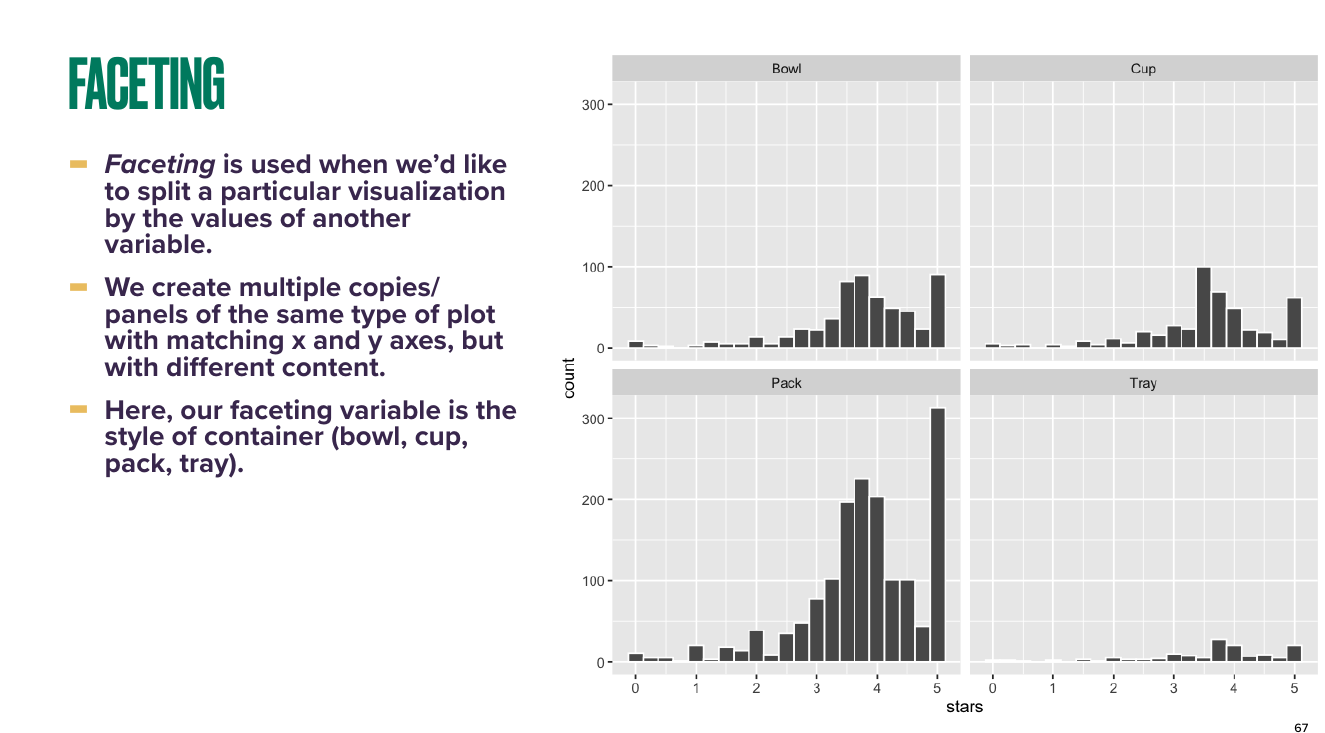 FACETING
Faceting is used when we’d like
to split a particular visualization
by the values of another
variable.
We create multiple copies/
panels of the same type of plot
with matching x and y axes, but
with different content.
Here, our faceting variable is the
style of container (bowl, cup,
pack, tray).
Bowl
Cup
300
200
100
0
count
Pack
Tray
300
200
100
0
0 1 2 3 4 5
0 1 2 3 4 5
stars
67